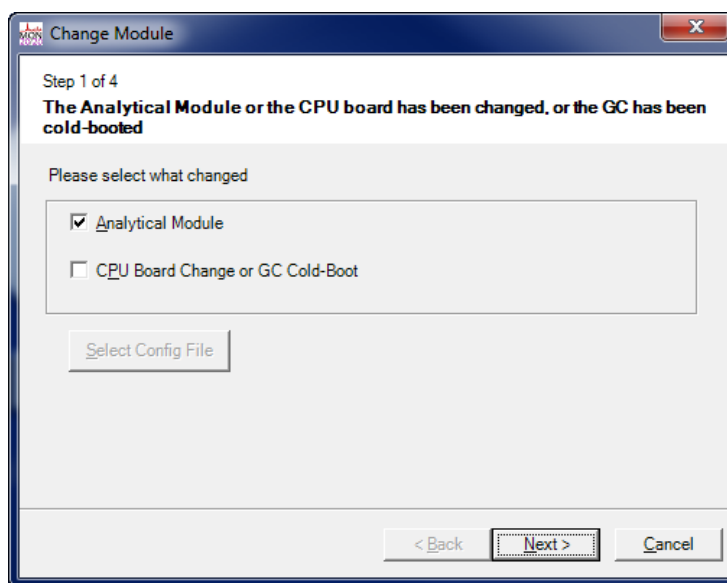 MON
Change Module
Step 1 of 4
The Analytical Module or the CPU board has been changed, or the GC has been
cold-booted
Please select what changed
Analytical Module
CPU Board Change or GC Cold-Boot
Select Config File
< Back
Next >
Cancel